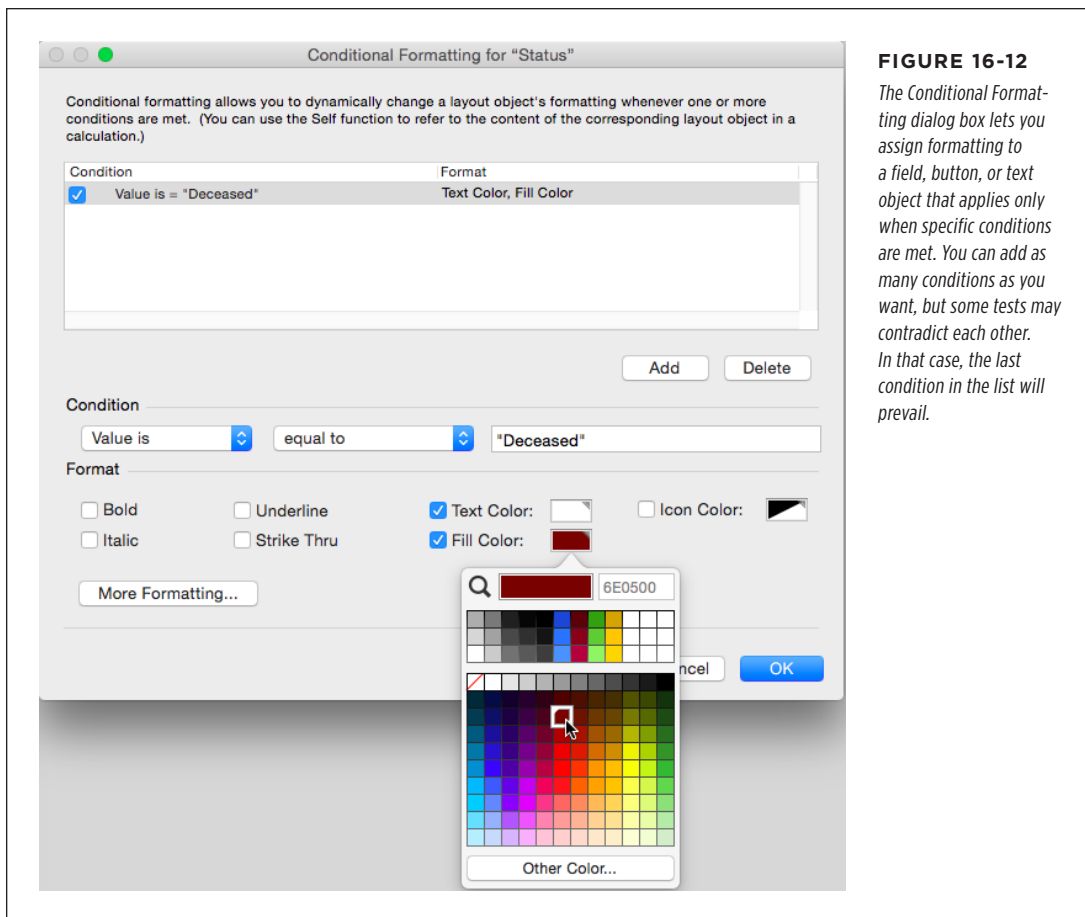 Conditional Formatting for "Status"
Conditional formatting allows you to dynamically change a layout object's formatting whenever one or more
conditions are met. (You can use the Self function to refer to the content of the corresponding layout object in a
calculation.)
Condition Format
Value is = "Deceased" Text Color, Fill Color
Add Delete
Condition
Value is equal to "Deceased"
Format
Bold Underline Text Color: Icon Color:
Italic Strike Thru Fill Color:
More Formatting...
6E0500
ncel OK
Other Color...
FIGURE 16-12
The Conditional Format-
ting dialog box lets you
assign formatting to
a field, button, or text
object that applies only
when specific conditions
are met. You can add as
many conditions as you
want, but some tests may
contradict each other.
In that case, the last
condition in the list will
prevail.